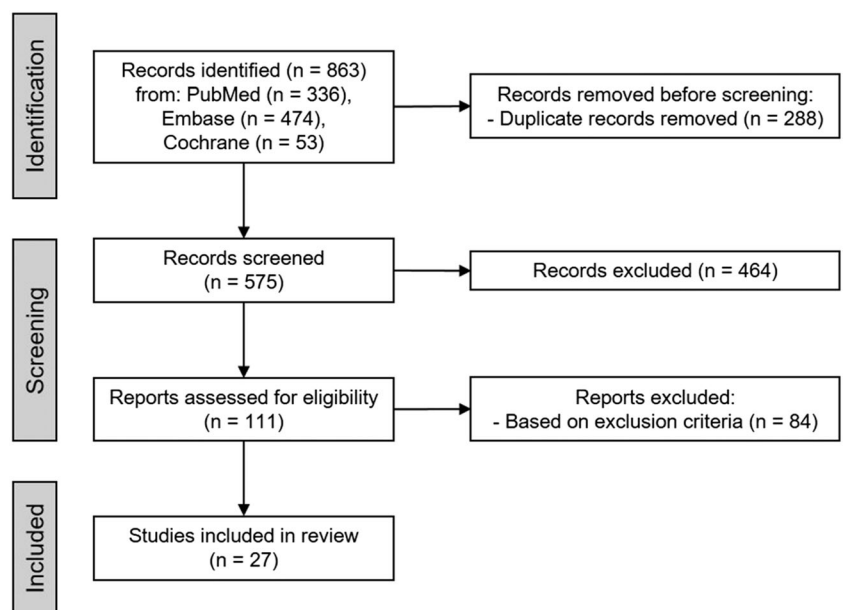 Identification
Records identified (n = 863)
from: PubMed (n = 336),
Embase (n = 474),
Cochrane (n = 53)
Records removed before screening:
- Duplicate records removed (n = 288)
Screening
Records screened
(n = 575)
Records excluded (n = 464)
Reports assessed for eligibility
(n = 111)
Reports excluded:
- Based on exclusion criteria (n = 84)
Included
Studies included in review
(n = 27)